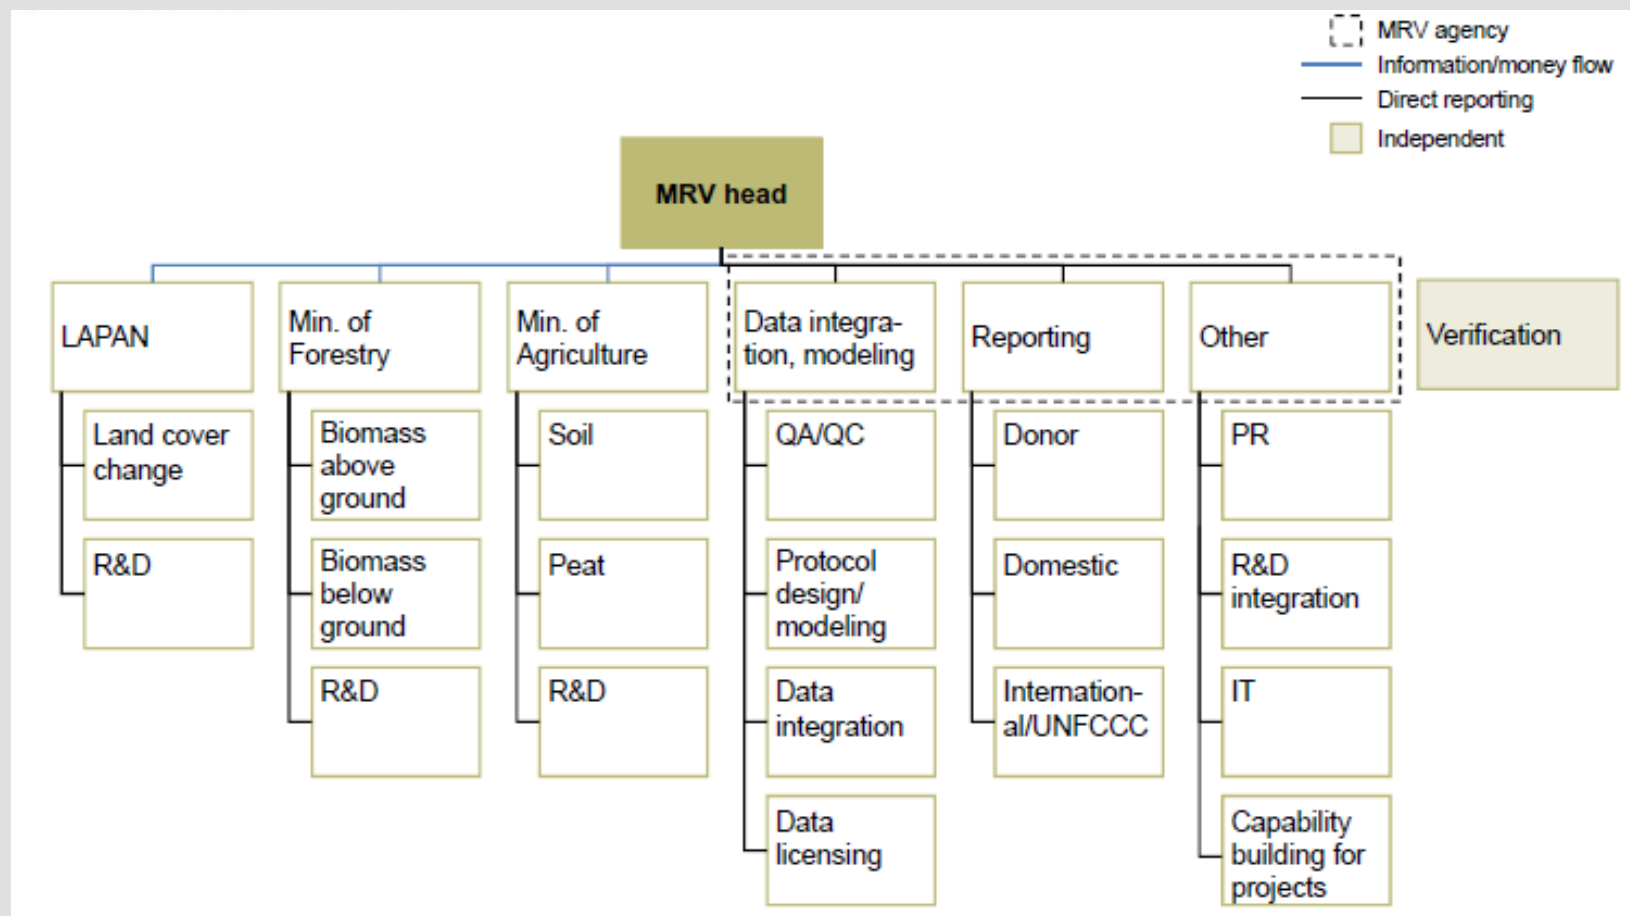 MRV agency
Information/money flow
Direct reporting
Independent
MRV head
LAPAN
Min. of
Forestry
Min. of
Agriculture
Data integra-
tion, modeling
Reporting
Other
Verification
Land cover
change
R&D
Biomass
above
ground
Biomass
below
ground
R&D
Soil
Peat
R&D
QA/QC
Protocol
design/
modeling
Data
integration
Data
licensing
Donor
Domestic
Internation-
al/UNFCCC
PR
R&D
integration
IT
Capability
building for
projects